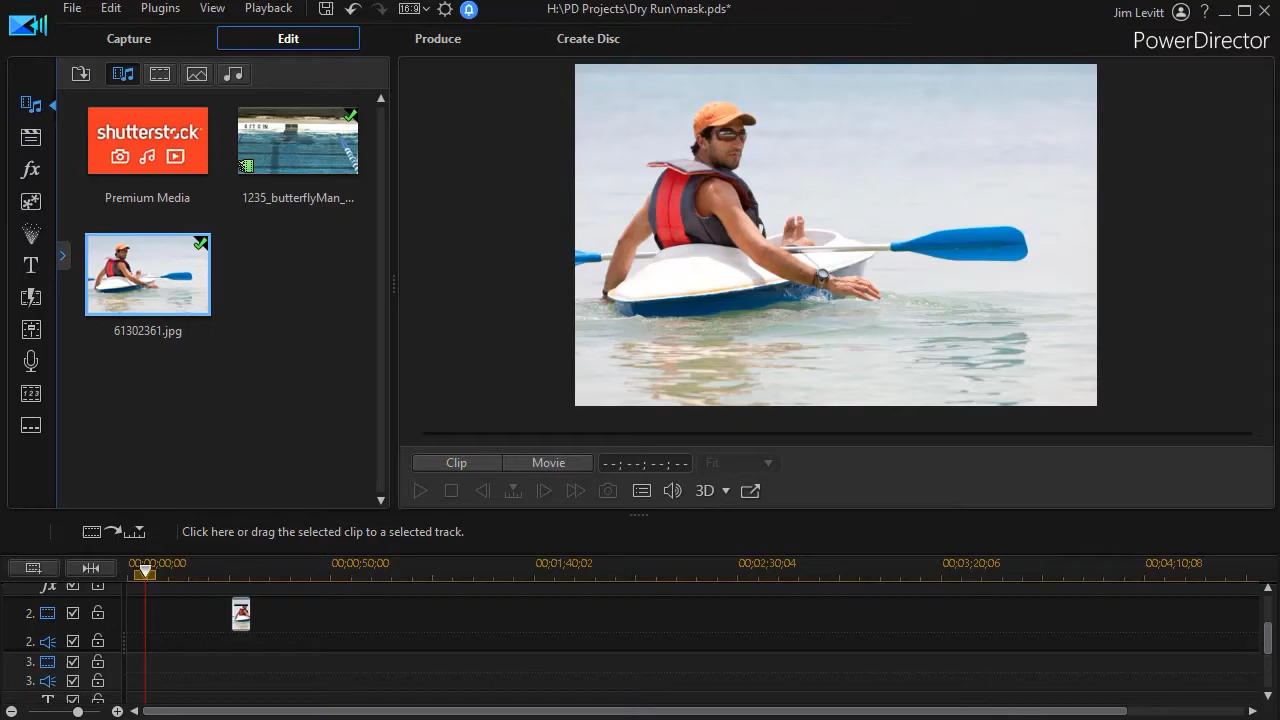 File Edit Plugins View Playback 16:9 H:\PD Projects\Dry Run\mask.pds* Jim Levitt ?
PowerDirector
Capture Edit Produce Create Disc
shutterstock
Premium Media
1235_butterflyMan_...
61302361.jpg
fx
T
Clip Movie --;--;--;-- Fit
3D
Click here or drag the selected clip to a selected track.
00;00;00;00 00;00;50;00 00;01;40;02 00;02;30;04 00;03;20;06 00;04;10;08
fx
2.
2.
3.
3.
T